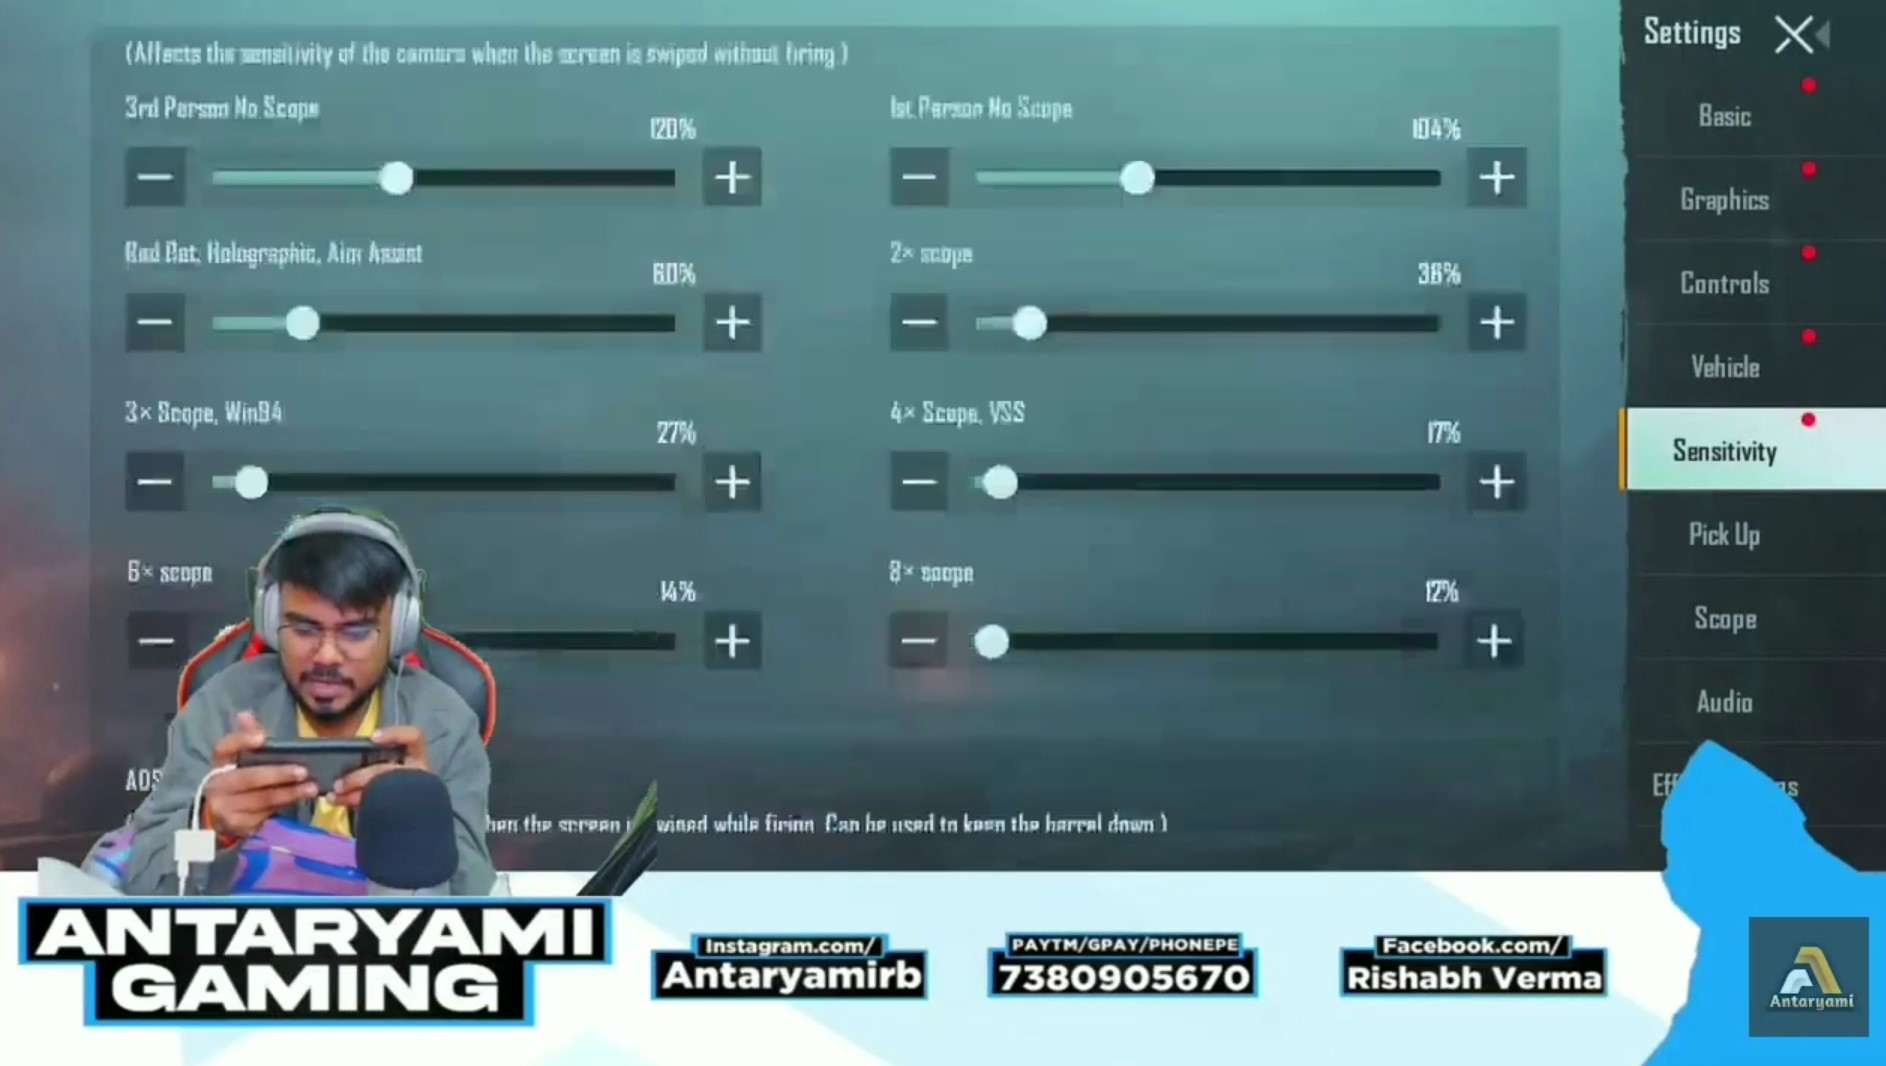 (Affects the sensitivity of the camera when the screen is swiped without firing.)
3rd Person No Scope
120%
1st Person No Scope
104%
Red Dot, Holographic, Aim Assist
60%
2× scope
36%
3× Scope, Win94
27%
4× Scope, VSS
17%
6× scope
14%
8× scope
12%
ADS
when the screen is swiped while firing. Can be used to keep the barrel down.)
Settings
Basic
Graphics
Controls
Vehicle
Sensitivity
Pick Up
Scope
Audio
ANTARYAMI
GAMING
Instagram.com/
Antaryamirb
PAYTM/GPAY/PHONEPE
7380905670
Facebook.com/
Rishabh Verma
Antaryami